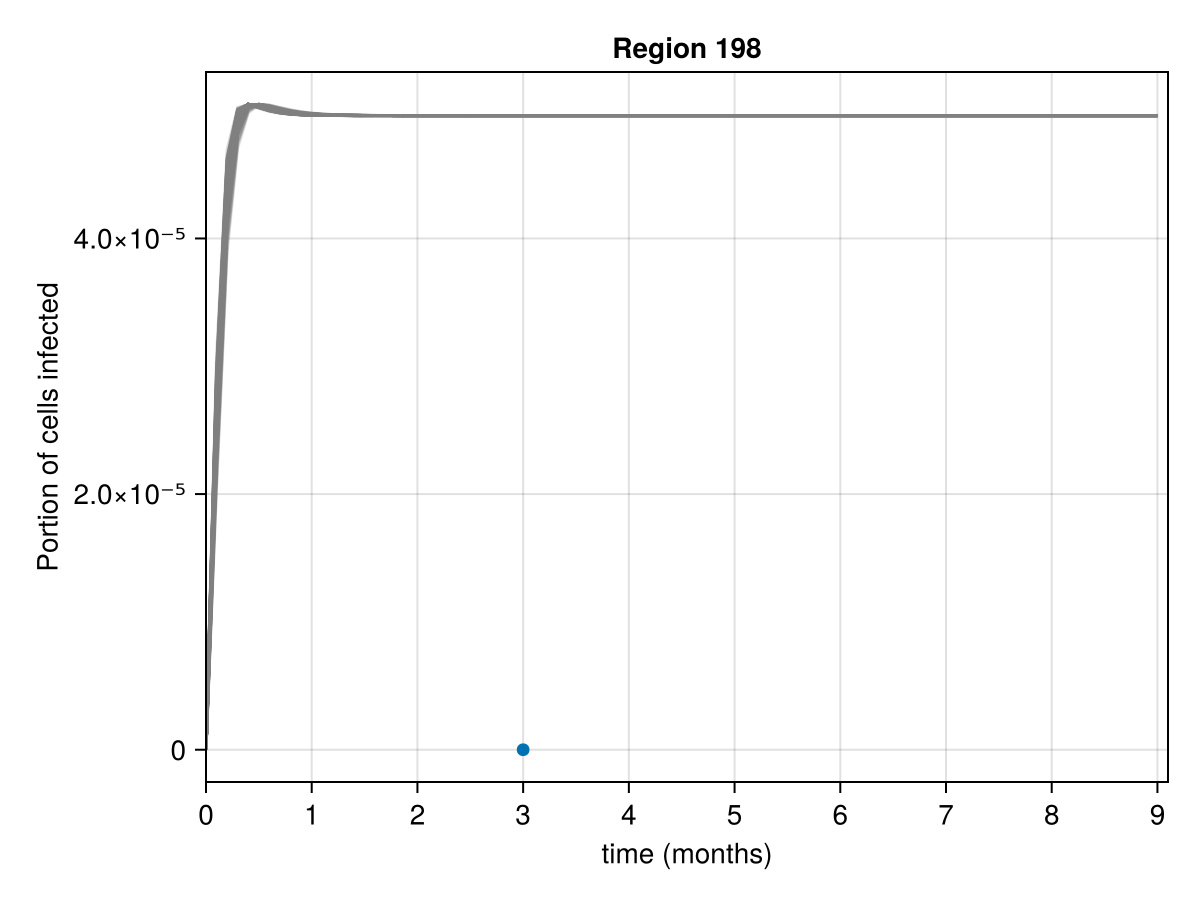 Region 198
Portion of cells infected
4.0×10⁻⁵
2.0×10⁻⁵
0
0 1 2 3 4 5 6 7 8 9
time (months)